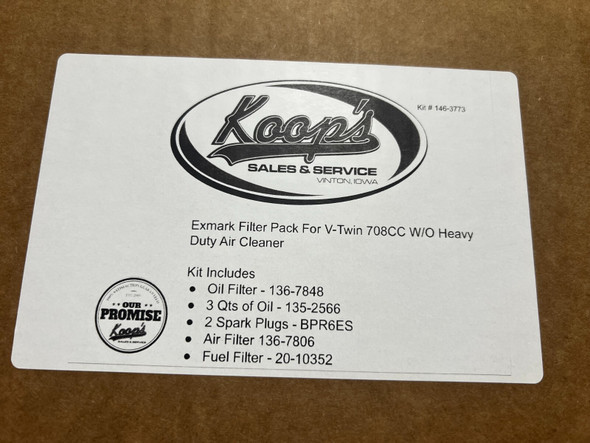 Kit # 146-3773
Koop's
SALES & SERVICE
VINTON, IOWA
Exmark Filter Pack For V-Twin 708CC W/O Heavy
Duty Air Cleaner
Kit Includes
• Oil Filter - 136-7848
• 3 Qts of Oil - 135-2566
• 2 Spark Plugs - BPR6ES
• Air Filter 136-7806
• Fuel Filter - 20-10352
OUR
PROMISE
Koop's
SALES & SERVICE